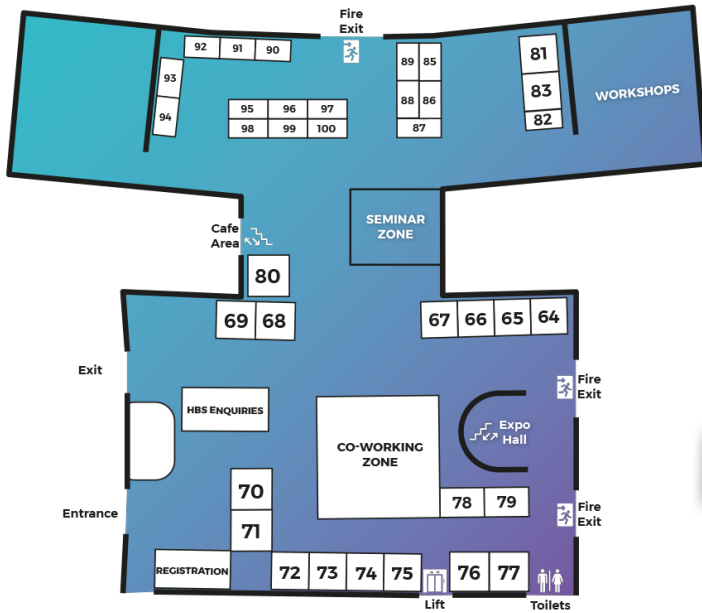 Fire
Exit
92 91 90
89 85
81
93
88 86
83
WORKSHOPS
94
95 96 97
98 99 100
87
82
SEMINAR
ZONE
Cafe
Area
80
69 68
67 66 65 64
Exit
Fire
Exit
HBS ENQUIRIES
Expo
Hall
CO-WORKING
ZONE
70
78 79
Entrance
Fire
Exit
71
REGISTRATION
72 73 74 75
76 77
Lift
Toilets